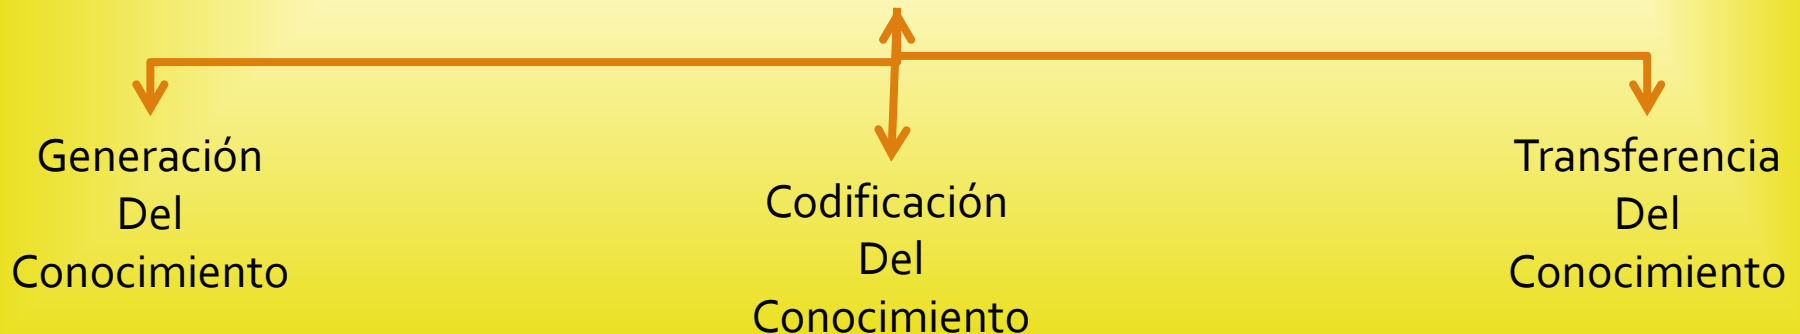 Generación
Del
Conocimiento
Codificación
Del
Conocimiento
Transferencia
Del
Conocimiento